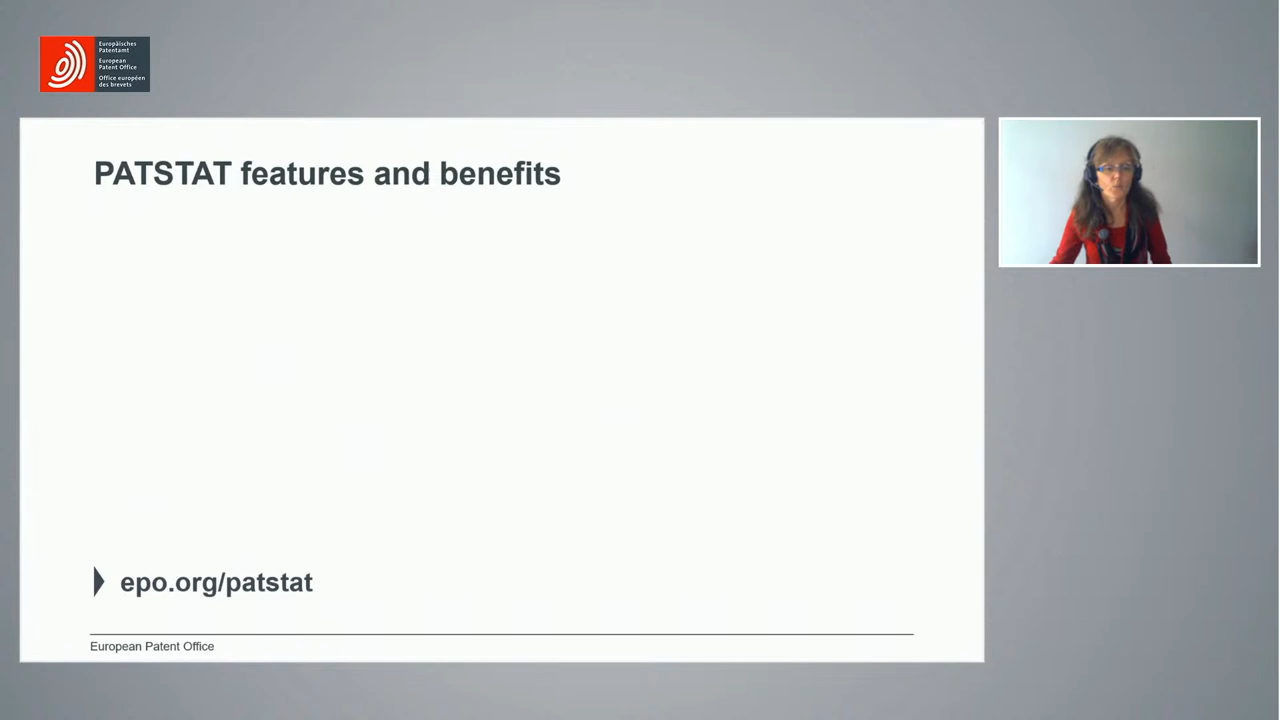 Europäisches
Patentamt
European
Patent Office
Office européen
des brevets
PATSTAT features and benefits
epo.org/patstat
European Patent Office